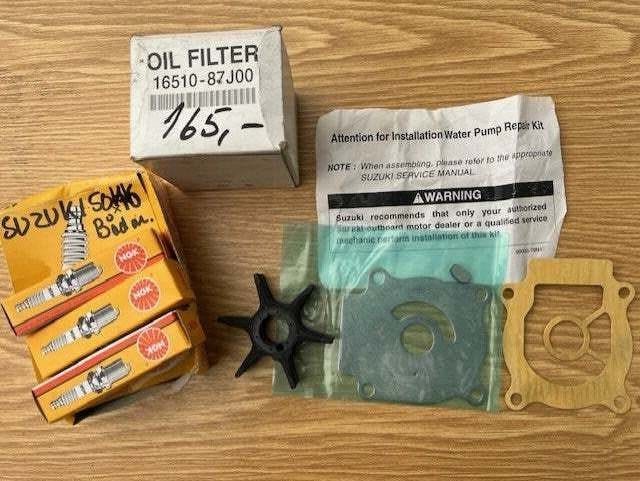 OIL FILTER
16510-87J00
165,-
Attention for Installation Water Pump Repair Kit
NOTE : When assembling, please refer to the appropriate
SUZUKI SERVICE MANUAL.
WARNING
Suzuki recommends that only your authorized
Suzuki outboard motor dealer or a qualified service
mechanic perform installation of this kit.
SUZUKI
NGK
NGK
NGK